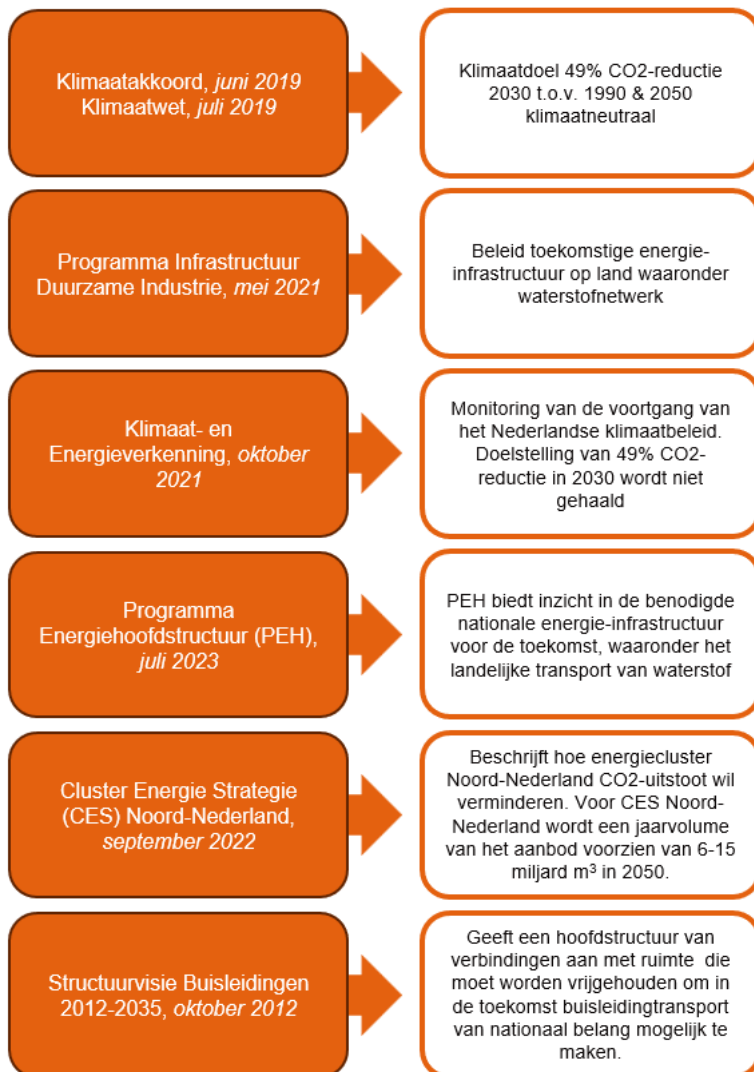 Klimaatakkoord, juni 2019
Klimaatwet, juli 2019
Klimaatdoel 49% CO2-reductie
2030 t.o.v. 1990 & 2050
klimaatneutraal
Programma Infrastructuur
Duurzame Industrie, mei 2021
Beleid toekomstige energie-
infrastructuur op land waaronder
waterstofnetwerk
Klimaat- en
Energieverkenning, oktober
2021
Monitoring van de voortgang van
het Nederlandse klimaatbeleid.
Doelstelling van 49% CO2-
reductie in 2030 wordt niet
gehaald
Programma
Energiehoofdstructuur (PEH),
juli 2023
PEH biedt inzicht in de benodigde
nationale energie-infrastructuur
voor de toekomst, waaronder het
landelijke transport van waterstof
Cluster Energie Strategie
(CES) Noord-Nederland,
september 2022
Beschrijft hoe energiecluster
Noord-Nederland CO2-uitstoot wil
verminderen. Voor CES Noord-
Nederland wordt een jaarvolume
van het aanbod voorzien van 6-15
miljard m³ in 2050.
Structuurvisie Buisleidingen
2012-2035, oktober 2012
Geeft een hoofdstructuur van
verbindingen aan met ruimte die
moet worden vrijgehouden om in
de toekomst buisleidingtransport
van nationaal belang mogelijk te
maken.